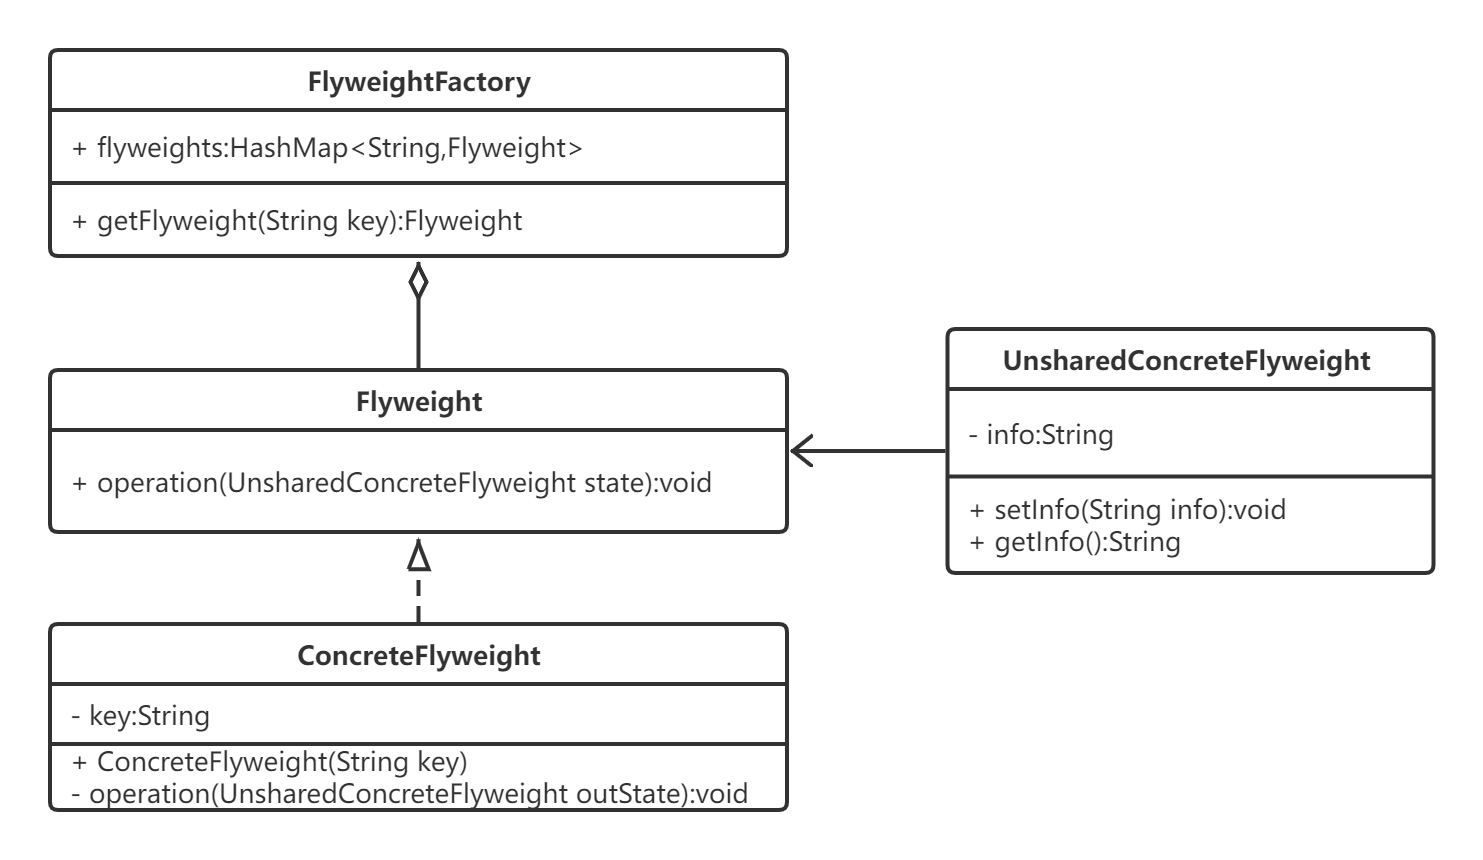 FlyweightFactory
+ flyweights:HashMap<String,Flyweight>
+ getFlyweight(String key):Flyweight
Flyweight
+ operation(UnsharedConcreteFlyweight state):void
UnsharedConcreteFlyweight
- info:String
+ setInfo(String info):void
+ getInfo():String
ConcreteFlyweight
- key:String
+ ConcreteFlyweight(String key)
- operation(UnsharedConcreteFlyweight outState):void